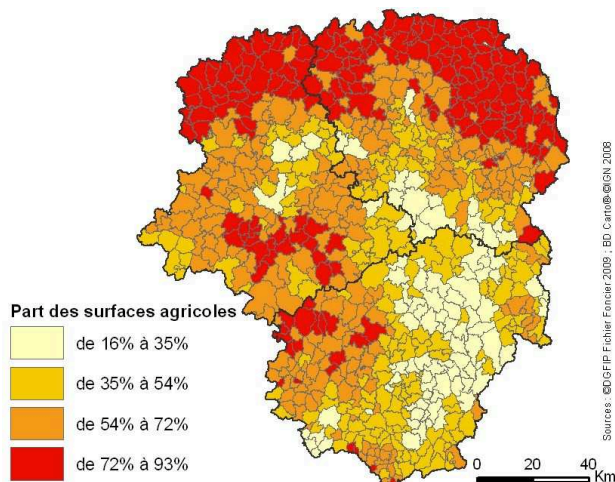 Part des surfaces agricoles
de 16% à 35%
de 35% à 54%
de 54% à 72%
de 72% à 93%
0 20 40
Km
Sources : ©DGFIP Fichier Foncier 2009 ; BD Carto®-©IGN 2008